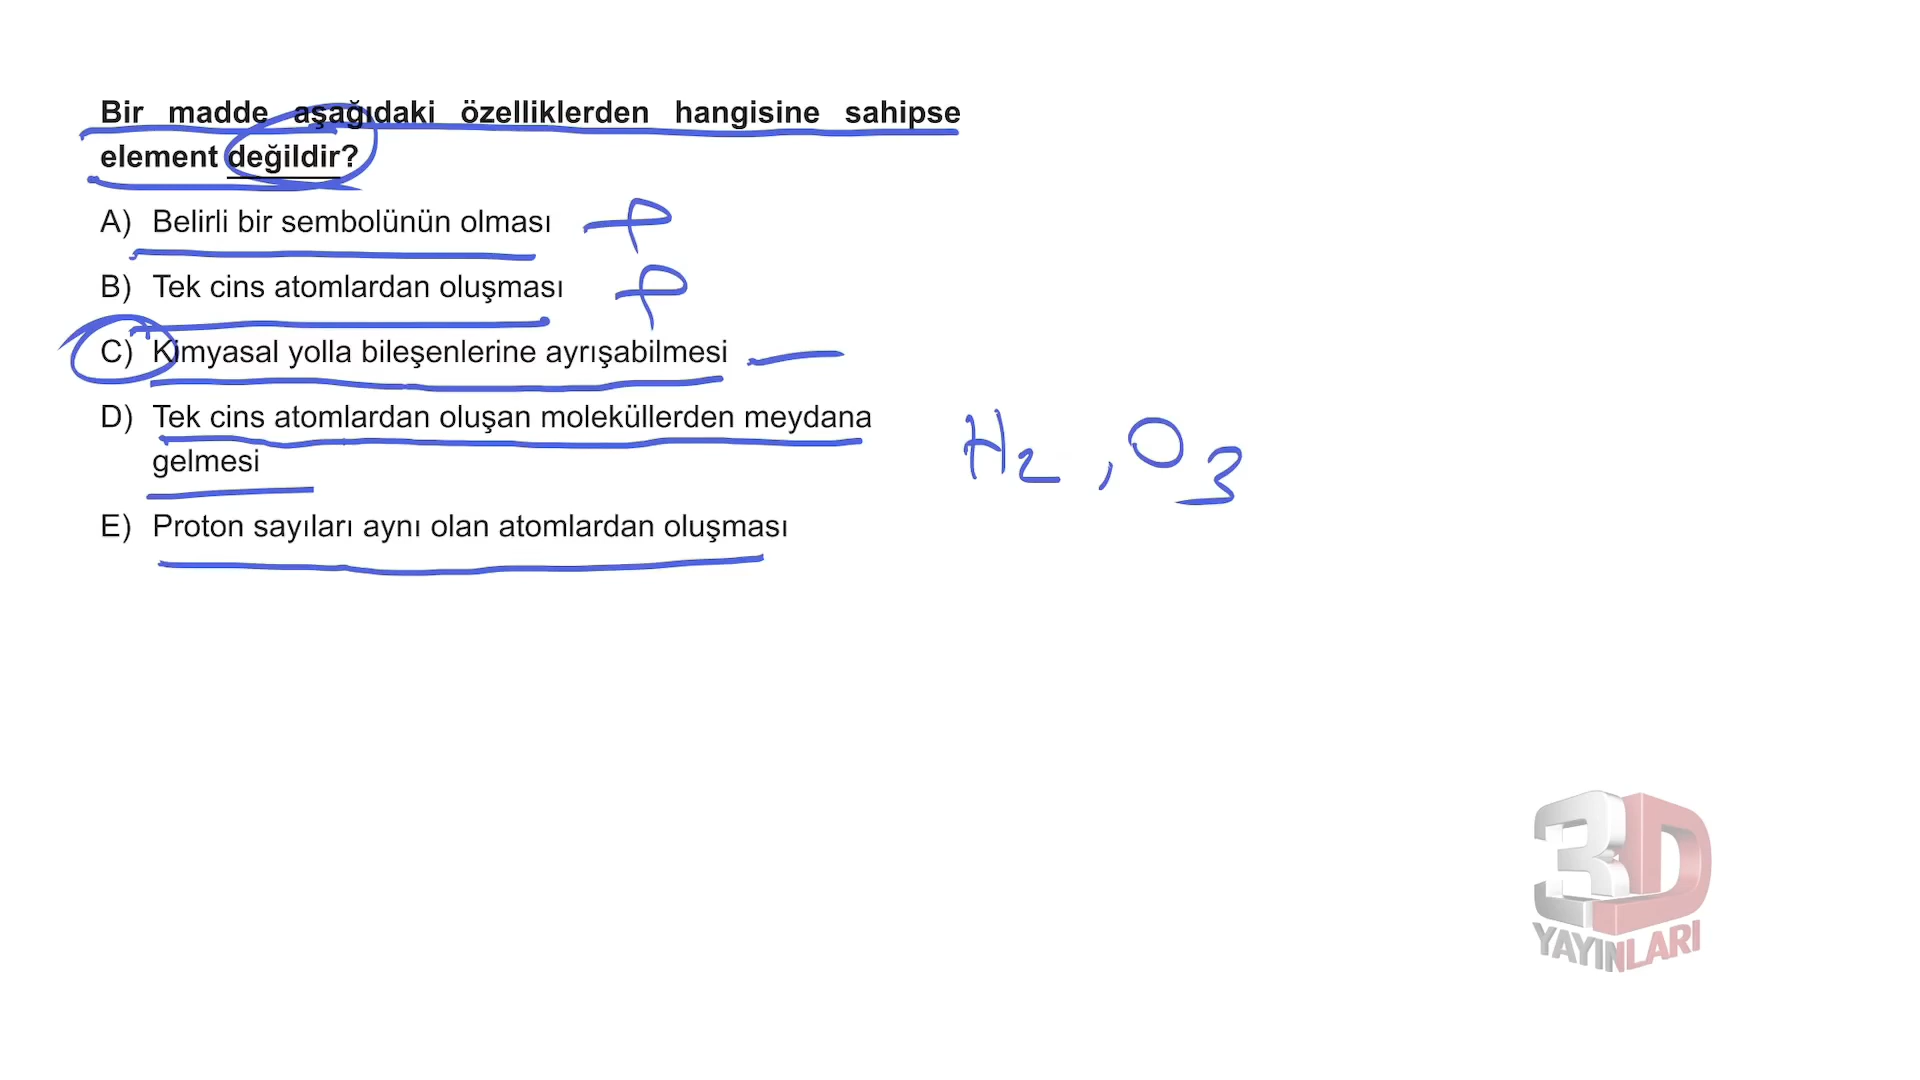 Bir madde aşağıdaki özelliklerden hangisine sahipse
element değildir?
A) Belirli bir sembolünün olması
B) Tek cins atomlardan oluşması
C) Kimyasal yolla bileşenlerine ayrışabilmesi
D) Tek cins atomlardan oluşan moleküllerden meydana
gelmesi
H₂, O₃
E) Proton sayıları aynı olan atomlardan oluşması
3D
YAYINLARI